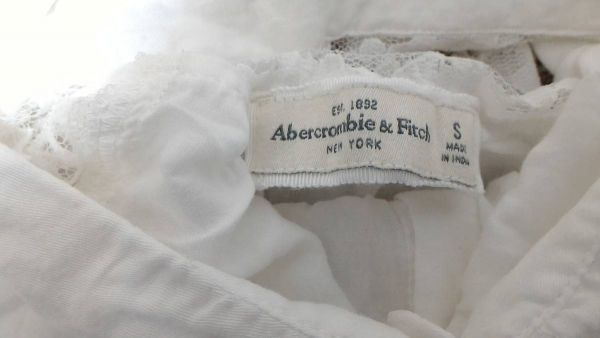 EST. 1892
Abercrombie & Fitch
NEW YORK
S
MADE
IN INDIA